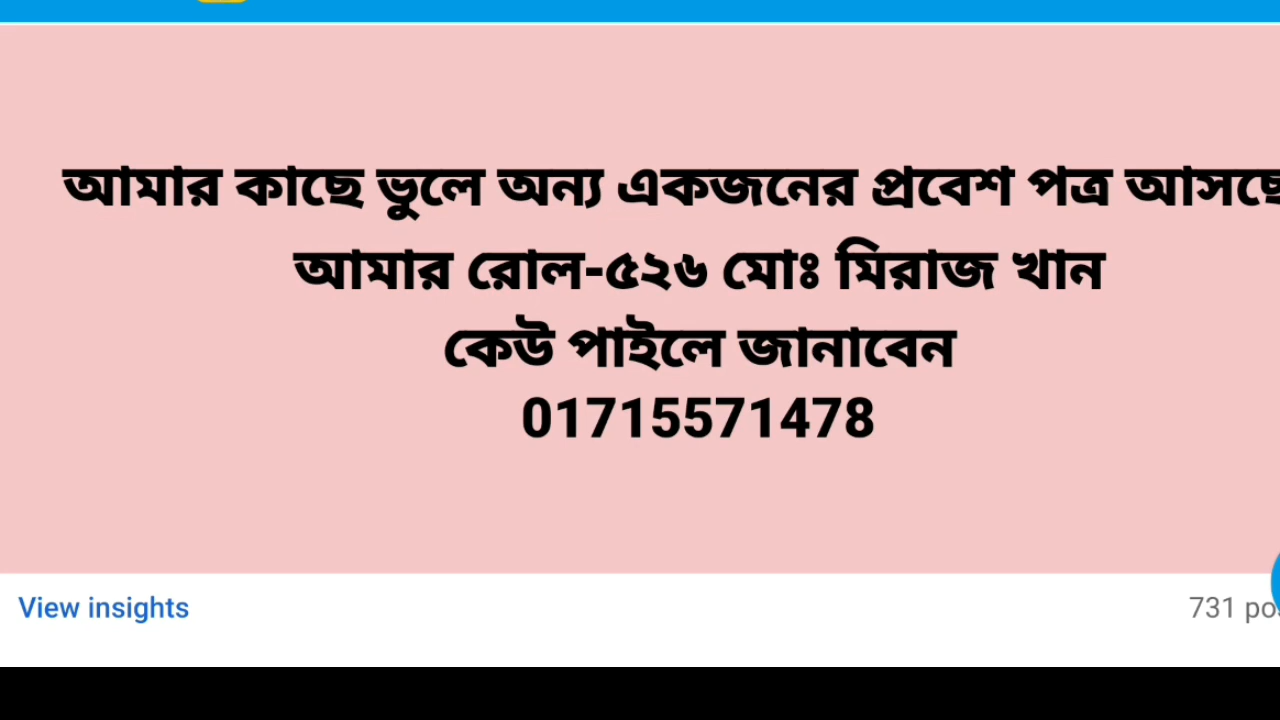 আমার কাছে ভুলে অন্য একজনের প্রবেশ পত্র আসছে
আমার রোল-৫২৬ মোঃ মিরাজ খান
কেউ পাইলে জানাবেন
01715571478
View insights
731